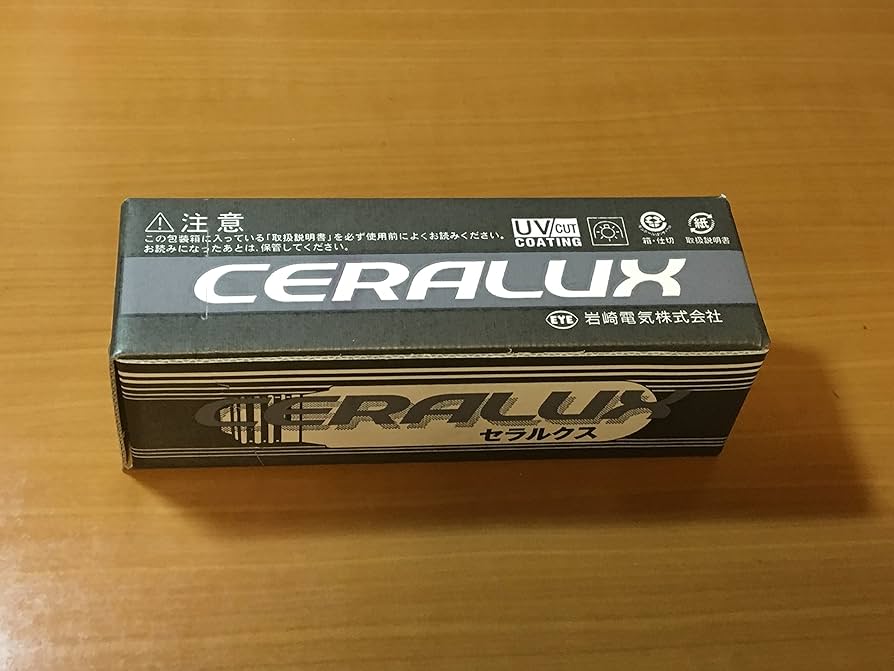 注意
この包装箱に入っている「取扱説明書」を必ず使用前によくお読みください。
お読みになったあとは、保管してください。
UV/CUT
COATING
箱・仕切
紙
取扱説明書
CERALUX
EYE 岩崎電気株式会社
CERALUX
セラルクス